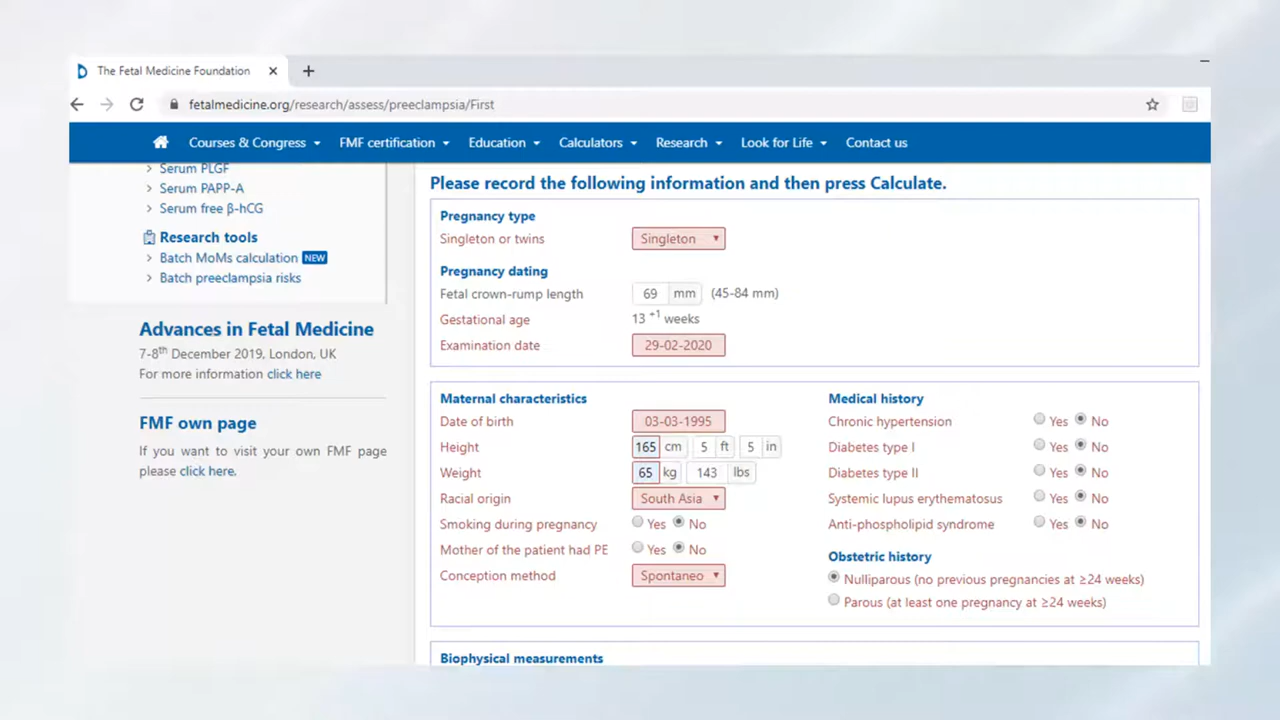 The Fetal Medicine Foundation
fetalmedicine.org/research/assess/preeclampsia/First
Courses & Congress FMF certification Education Calculators Research Look for Life Contact us
Serum PLGF
Serum PAPP-A
Serum free β-hCG
Research tools
Batch MoMs calculation NEW
Batch preeclampsia risks
Advances in Fetal Medicine
7-8th December 2019, London, UK
For more information click here
FMF own page
If you want to visit your own FMF page
please click here.
Please record the following information and then press Calculate.
Pregnancy type
Singleton or twins Singleton
Pregnancy dating
Fetal crown-rump length 69 mm (45-84 mm)
Gestational age 13 +1 weeks
Examination date 29-02-2020
Maternal characteristics
Date of birth 03-03-1995
Height 165 cm 5 ft 5 in
Weight 65 kg 143 lbs
Racial origin South Asia
Smoking during pregnancy Yes No
Mother of the patient had PE Yes No
Conception method Spontaneo
Medical history
Chronic hypertension Yes No
Diabetes type I Yes No
Diabetes type II Yes No
Systemic lupus erythematosus Yes No
Anti-phospholipid syndrome Yes No
Obstetric history
Nulliparous (no previous pregnancies at ≥24 weeks)
Parous (at least one pregnancy at ≥24 weeks)
Biophysical measurements